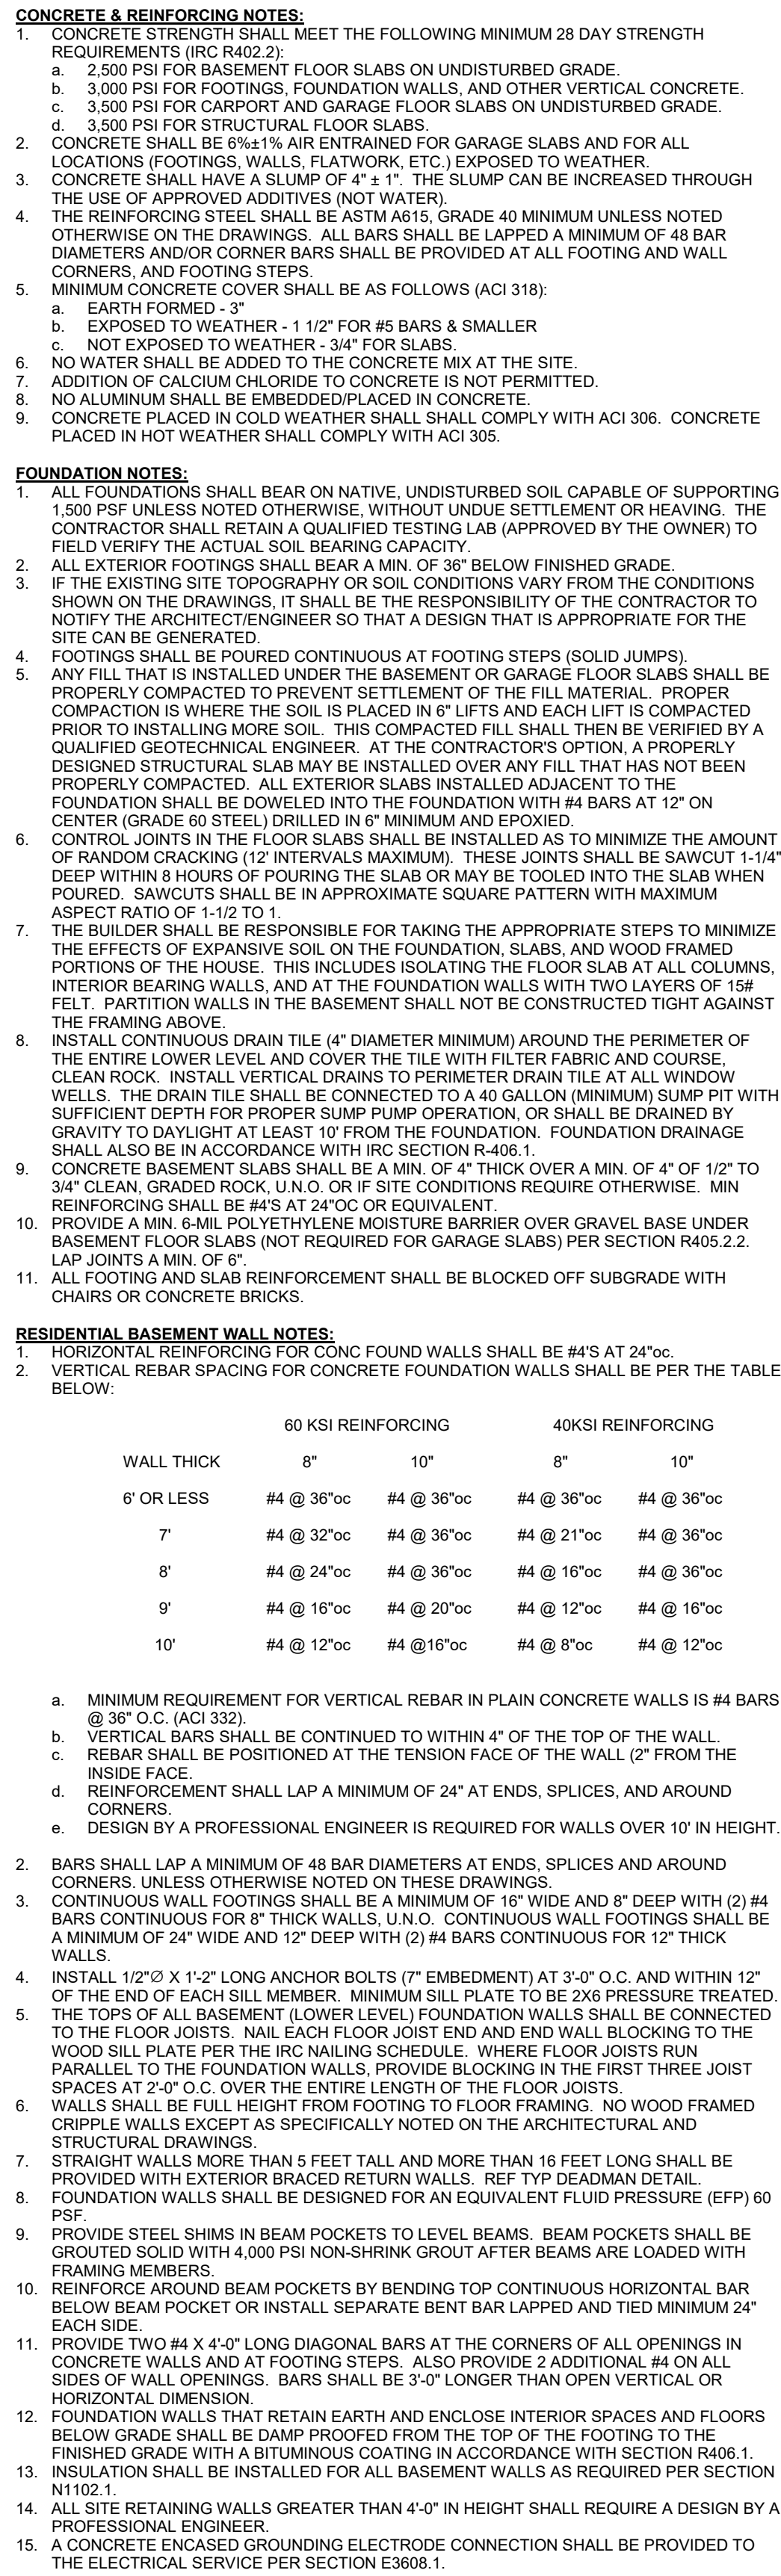 CONCRETE & REINFORCING NOTES:
1. CONCRETE STRENGTH SHALL MEET THE FOLLOWING MINIMUM 28 DAY STRENGTH
REQUIREMENTS (IRC R402.2):
a. 2,500 PSI FOR BASEMENT FLOOR SLABS ON UNDISTURBED GRADE.
b. 3,000 PSI FOR FOOTINGS, FOUNDATION WALLS, AND OTHER VERTICAL CONCRETE.
c. 3,500 PSI FOR CARPORT AND GARAGE FLOOR SLABS ON UNDISTURBED GRADE.
d. 3,500 PSI FOR STRUCTURAL FLOOR SLABS.
2. CONCRETE SHALL BE 6%±1% AIR ENTRAINED FOR GARAGE SLABS AND FOR ALL
LOCATIONS (FOOTINGS, WALLS, FLATWORK, ETC.) EXPOSED TO WEATHER.
3. CONCRETE SHALL HAVE A SLUMP OF 4" ± 1". THE SLUMP CAN BE INCREASED THROUGH
THE USE OF APPROVED ADDITIVES (NOT WATER).
4. THE REINFORCING STEEL SHALL BE ASTM A615, GRADE 40 MINIMUM UNLESS NOTED
OTHERWISE ON THE DRAWINGS. ALL BARS SHALL BE LAPPED A MINIMUM OF 48 BAR
DIAMETERS AND/OR CORNER BARS SHALL BE PROVIDED AT ALL FOOTING AND WALL
CORNERS, AND FOOTING STEPS.
5. MINIMUM CONCRETE COVER SHALL BE AS FOLLOWS (ACI 318):
a. EARTH FORMED - 3"
b. EXPOSED TO WEATHER - 1 1/2" FOR #5 BARS & SMALLER
c. NOT EXPOSED TO WEATHER - 3/4" FOR SLABS.
6. NO WATER SHALL BE ADDED TO THE CONCRETE MIX AT THE SITE.
7. ADDITION OF CALCIUM CHLORIDE TO CONCRETE IS NOT PERMITTED.
8. NO ALUMINUM SHALL BE EMBEDDED/PLACED IN CONCRETE.
9. CONCRETE PLACED IN COLD WEATHER SHALL SHALL COMPLY WITH ACI 306. CONCRETE
PLACED IN HOT WEATHER SHALL COMPLY WITH ACI 305.
FOUNDATION NOTES:
1. ALL FOUNDATIONS SHALL BEAR ON NATIVE, UNDISTURBED SOIL CAPABLE OF SUPPORTING
1,500 PSF UNLESS NOTED OTHERWISE, WITHOUT UNDUE SETTLEMENT OR HEAVING. THE
CONTRACTOR SHALL RETAIN A QUALIFIED TESTING LAB (APPROVED BY THE OWNER) TO
FIELD VERIFY THE ACTUAL SOIL BEARING CAPACITY.
2. ALL EXTERIOR FOOTINGS SHALL BEAR A MIN. OF 36" BELOW FINISHED GRADE.
3. IF THE EXISTING SITE TOPOGRAPHY OR SOIL CONDITIONS VARY FROM THE CONDITIONS
SHOWN ON THE DRAWINGS, IT SHALL BE THE RESPONSIBILITY OF THE CONTRACTOR TO
NOTIFY THE ARCHITECT/ENGINEER SO THAT A DESIGN THAT IS APPROPRIATE FOR THE
SITE CAN BE GENERATED.
4. FOOTINGS SHALL BE POURED CONTINUOUS AT FOOTING STEPS (SOLID JUMPS).
5. ANY FILL THAT IS INSTALLED UNDER THE BASEMENT OR GARAGE FLOOR SLABS SHALL BE
PROPERLY COMPACTED TO PREVENT SETTLEMENT OF THE FILL MATERIAL. PROPER
COMPACTION IS WHERE THE SOIL IS PLACED IN 6" LIFTS AND EACH LIFT IS COMPACTED
PRIOR TO INSTALLING MORE SOIL. THIS COMPACTED FILL SHALL THEN BE VERIFIED BY A
QUALIFIED GEOTECHNICAL ENGINEER. AT THE CONTRACTOR'S OPTION, A PROPERLY
DESIGNED STRUCTURAL SLAB MAY BE INSTALLED OVER ANY FILL THAT HAS NOT BEEN
PROPERLY COMPACTED. ALL EXTERIOR SLABS INSTALLED ADJACENT TO THE
FOUNDATION SHALL BE DOWELED INTO THE FOUNDATION WITH #4 BARS AT 12" ON
CENTER (GRADE 60 STEEL) DRILLED IN 6" MINIMUM AND EPOXIED.
6. CONTROL JOINTS IN THE FLOOR SLABS SHALL BE INSTALLED AS TO MINIMIZE THE AMOUNT
OF RANDOM CRACKING (12' INTERVALS MAXIMUM). THESE JOINTS SHALL BE SAWCUT 1-1/4"
DEEP WITHIN 8 HOURS OF POURING THE SLAB OR MAY BE TOOLED INTO THE SLAB WHEN
POURED. SAWCUTS SHALL BE IN APPROXIMATE SQUARE PATTERN WITH MAXIMUM
ASPECT RATIO OF 1-1/2 TO 1.
7. THE BUILDER SHALL BE RESPONSIBLE FOR TAKING THE APPROPRIATE STEPS TO MINIMIZE
THE EFFECTS OF EXPANSIVE SOIL ON THE FOUNDATION, SLABS, AND WOOD FRAMED
PORTIONS OF THE HOUSE. THIS INCLUDES ISOLATING THE FLOOR SLAB AT ALL COLUMNS,
INTERIOR BEARING WALLS, AND AT THE FOUNDATION WALLS WITH TWO LAYERS OF 15#
FELT. PARTITION WALLS IN THE BASEMENT SHALL NOT BE CONSTRUCTED TIGHT AGAINST
THE FRAMING ABOVE.
8. INSTALL CONTINUOUS DRAIN TILE (4" DIAMETER MINIMUM) AROUND THE PERIMETER OF
THE ENTIRE LOWER LEVEL AND COVER THE TILE WITH FILTER FABRIC AND COURSE,
CLEAN ROCK. INSTALL VERTICAL DRAINS TO PERIMETER DRAIN TILE AT ALL WINDOW
WELLS. THE DRAIN TILE SHALL BE CONNECTED TO A 40 GALLON (MINIMUM) SUMP PIT WITH
SUFFICIENT DEPTH FOR PROPER SUMP PUMP OPERATION, OR SHALL BE DRAINED BY
GRAVITY TO DAYLIGHT AT LEAST 10' FROM THE FOUNDATION. FOUNDATION DRAINAGE
SHALL ALSO BE IN ACCORDANCE WITH IRC SECTION R-406.1.
9. CONCRETE BASEMENT SLABS SHALL BE A MIN. OF 4" THICK OVER A MIN. OF 4" OF 1/2" TO
3/4" CLEAN, GRADED ROCK, U.N.O. OR IF SITE CONDITIONS REQUIRE OTHERWISE. MIN
REINFORCING SHALL BE #4'S AT 24"OC OR EQUIVALENT.
10. PROVIDE A MIN. 6-MIL POLYETHYLENE MOISTURE BARRIER OVER GRAVEL BASE UNDER
BASEMENT FLOOR SLABS (NOT REQUIRED FOR GARAGE SLABS) PER SECTION R405.2.2.
LAP JOINTS A MIN. OF 6".
11. ALL FOOTING AND SLAB REINFORCEMENT SHALL BE BLOCKED OFF SUBGRADE WITH
CHAIRS OR CONCRETE BRICKS.
RESIDENTIAL BASEMENT WALL NOTES:
1. HORIZONTAL REINFORCING FOR CONC FOUND WALLS SHALL BE #4'S AT 24"oc.
2. VERTICAL REBAR SPACING FOR CONCRETE FOUNDATION WALLS SHALL BE PER THE TABLE
BELOW:
60 KSI REINFORCING 40KSI REINFORCING
WALL THICK 8" 10" 8" 10"
6' OR LESS #4 @ 36"oc #4 @ 36"oc #4 @ 36"oc #4 @ 36"oc
7' #4 @ 32"oc #4 @ 36"oc #4 @ 21"oc #4 @ 36"oc
8' #4 @ 24"oc #4 @ 36"oc #4 @ 16"oc #4 @ 36"oc
9' #4 @ 16"oc #4 @ 20"oc #4 @ 12"oc #4 @ 16"oc
10' #4 @ 12"oc #4 @16"oc #4 @ 8"oc #4 @ 12"oc
a. MINIMUM REQUIREMENT FOR VERTICAL REBAR IN PLAIN CONCRETE WALLS IS #4 BARS
@ 36" O.C. (ACI 332).
b. VERTICAL BARS SHALL BE CONTINUED TO WITHIN 4" OF THE TOP OF THE WALL.
c. REBAR SHALL BE POSITIONED AT THE TENSION FACE OF THE WALL (2" FROM THE
INSIDE FACE.
d. REINFORCEMENT SHALL LAP A MINIMUM OF 24" AT ENDS, SPLICES, AND AROUND
CORNERS.
e. DESIGN BY A PROFESSIONAL ENGINEER IS REQUIRED FOR WALLS OVER 10' IN HEIGHT.
2. BARS SHALL LAP A MINIMUM OF 48 BAR DIAMETERS AT ENDS, SPLICES AND AROUND
CORNERS. UNLESS OTHERWISE NOTED ON THESE DRAWINGS.
3. CONTINUOUS WALL FOOTINGS SHALL BE A MINIMUM OF 16" WIDE AND 8" DEEP WITH (2) #4
BARS CONTINUOUS FOR 8" THICK WALLS, U.N.O. CONTINUOUS WALL FOOTINGS SHALL BE
A MINIMUM OF 24" WIDE AND 12" DEEP WITH (2) #4 BARS CONTINUOUS FOR 12" THICK
WALLS.
4. INSTALL 1/2"∅ X 1'-2" LONG ANCHOR BOLTS (7" EMBEDMENT) AT 3'-0" O.C. AND WITHIN 12"
OF THE END OF EACH SILL MEMBER. MINIMUM SILL PLATE TO BE 2X6 PRESSURE TREATED.
5. THE TOPS OF ALL BASEMENT (LOWER LEVEL) FOUNDATION WALLS SHALL BE CONNECTED
TO THE FLOOR JOISTS. NAIL EACH FLOOR JOIST END AND END WALL BLOCKING TO THE
WOOD SILL PLATE PER THE IRC NAILING SCHEDULE. WHERE FLOOR JOISTS RUN
PARALLEL TO THE FOUNDATION WALLS, PROVIDE BLOCKING IN THE FIRST THREE JOIST
SPACES AT 2'-0" O.C. OVER THE ENTIRE LENGTH OF THE FLOOR JOISTS.
6. WALLS SHALL BE FULL HEIGHT FROM FOOTING TO FLOOR FRAMING. NO WOOD FRAMED
CRIPPLE WALLS EXCEPT AS SPECIFICALLY NOTED ON THE ARCHITECTURAL AND
STRUCTURAL DRAWINGS.
7. STRAIGHT WALLS MORE THAN 5 FEET TALL AND MORE THAN 16 FEET LONG SHALL BE
PROVIDED WITH EXTERIOR BRACED RETURN WALLS. REF TYP DEADMAN DETAIL.
8. FOUNDATION WALLS SHALL BE DESIGNED FOR AN EQUIVALENT FLUID PRESSURE (EFP) 60
PSF.
9. PROVIDE STEEL SHIMS IN BEAM POCKETS TO LEVEL BEAMS. BEAM POCKETS SHALL BE
GROUTED SOLID WITH 4,000 PSI NON-SHRINK GROUT AFTER BEAMS ARE LOADED WITH
FRAMING MEMBERS.
10. REINFORCE AROUND BEAM POCKETS BY BENDING TOP CONTINUOUS HORIZONTAL BAR
BELOW BEAM POCKET OR INSTALL SEPARATE BENT BAR LAPPED AND TIED MINIMUM 24"
EACH SIDE.
11. PROVIDE TWO #4 X 4'-0" LONG DIAGONAL BARS AT THE CORNERS OF ALL OPENINGS IN
CONCRETE WALLS AND AT FOOTING STEPS. ALSO PROVIDE 2 ADDITIONAL #4 ON ALL
SIDES OF WALL OPENINGS. BARS SHALL BE 3'-0" LONGER THAN OPEN VERTICAL OR
HORIZONTAL DIMENSION.
12. FOUNDATION WALLS THAT RETAIN EARTH AND ENCLOSE INTERIOR SPACES AND FLOORS
BELOW GRADE SHALL BE DAMP PROOFED FROM THE TOP OF THE FOOTING TO THE
FINISHED GRADE WITH A BITUMINOUS COATING IN ACCORDANCE WITH SECTION R406.1.
13. INSULATION SHALL BE INSTALLED FOR ALL BASEMENT WALLS AS REQUIRED PER SECTION
N1102.1.
14. ALL SITE RETAINING WALLS GREATER THAN 4'-0" IN HEIGHT SHALL REQUIRE A DESIGN BY A
PROFESSIONAL ENGINEER.
15. A CONCRETE ENCASED GROUNDING ELECTRODE CONNECTION SHALL BE PROVIDED TO
THE ELECTRICAL SERVICE PER SECTION E3608.1.